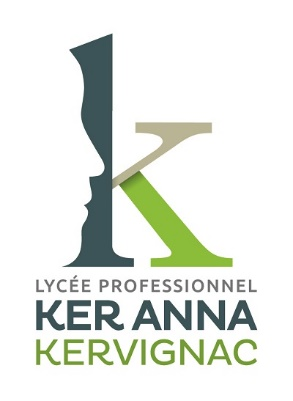 k
LYCÉE PROFESSIONNEL
KER ANNA
KERVIGNAC